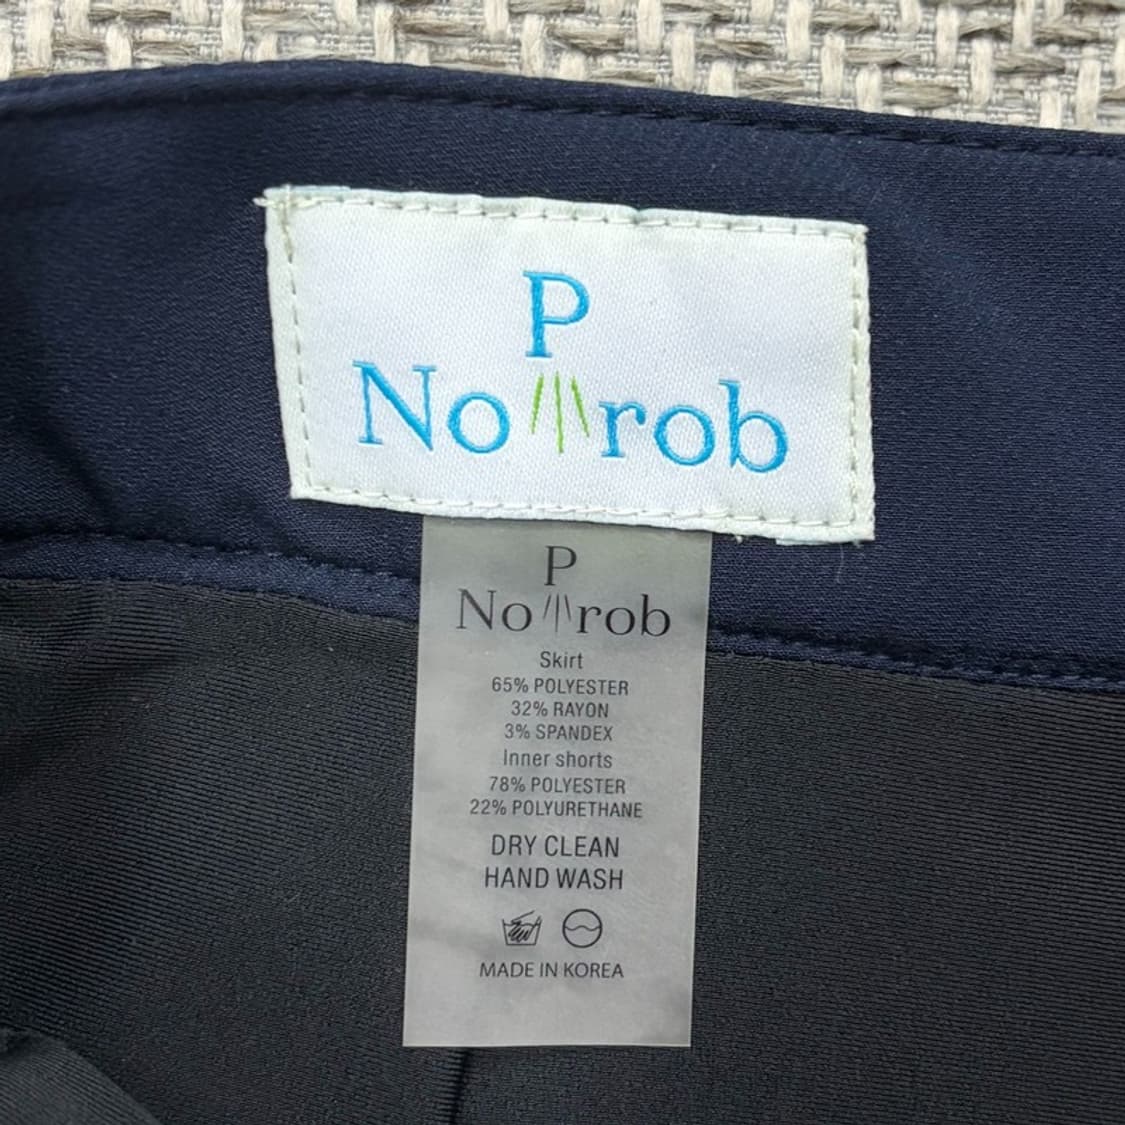 P
No rob
P
No rob
Skirt
65% POLYESTER
32% RAYON
3% SPANDEX
Inner shorts
78% POLYESTER
22% POLYURETHANE
DRY CLEAN
HAND WASH
MADE IN KOREA